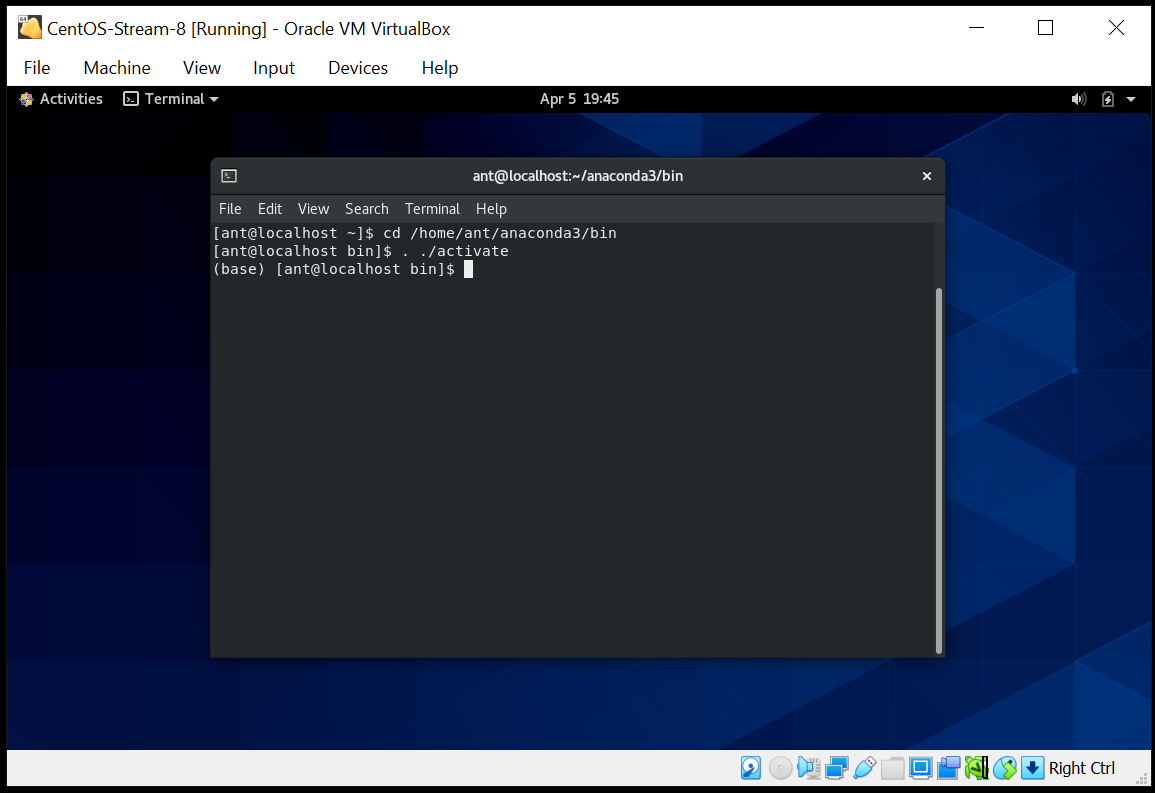 CentOS-Stream-8 [Running] - Oracle VM VirtualBox
File Machine View Input Devices Help
Activities Terminal Apr 5 19:45
ant@localhost:~/anaconda3/bin
File Edit View Search Terminal Help
[ant@localhost ~]$ cd /home/ant/anaconda3/bin
[ant@localhost bin]$ . ./activate
(base) [ant@localhost bin]$
Right Ctrl